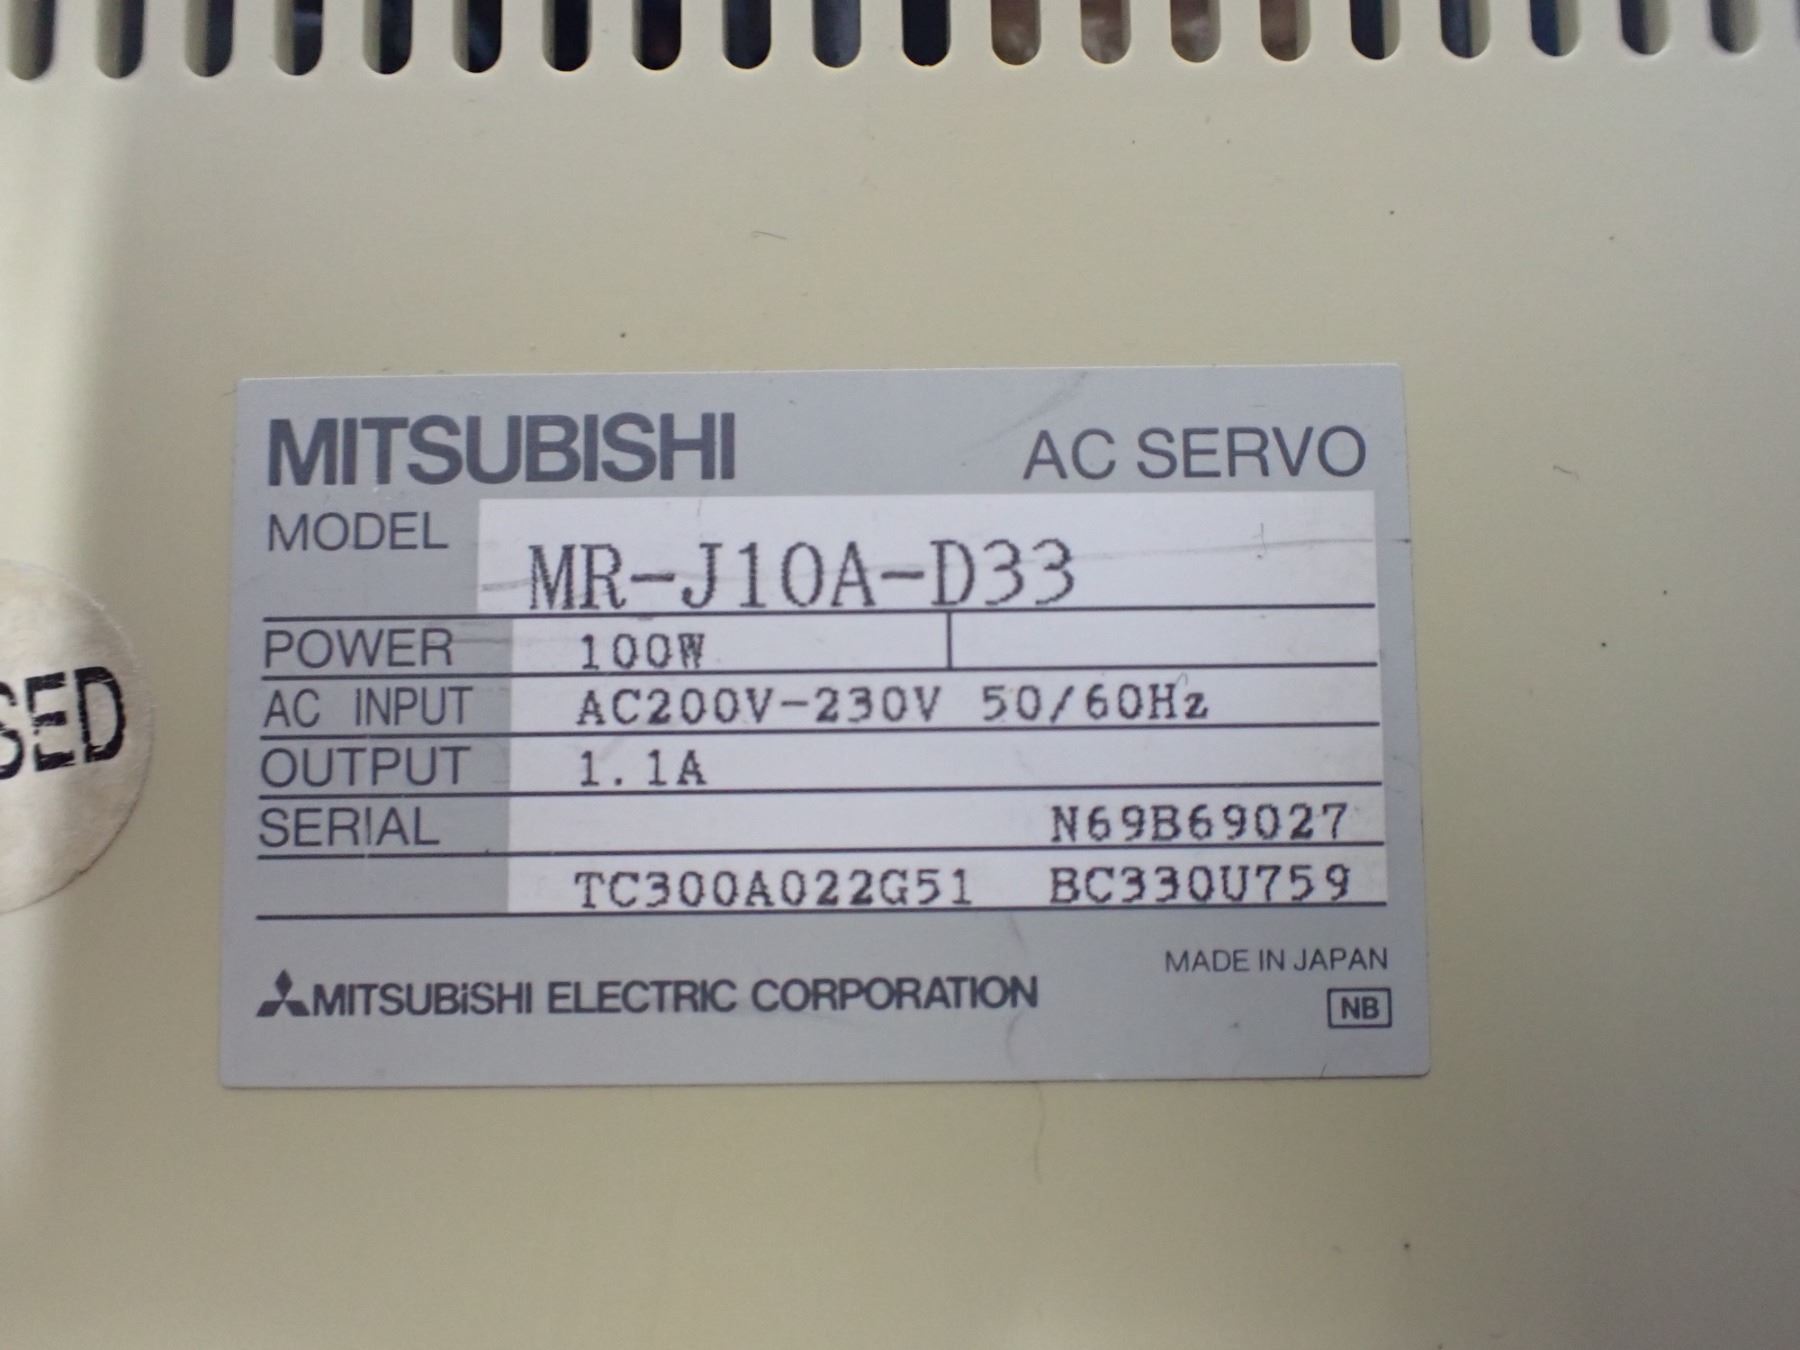 MITSUBISHI AC SERVO
MODEL MR-J10A-D33
POWER 100W
AC INPUT AC200V-230V 50/60Hz
OUTPUT 1.1A
SERIAL N69B69027
TC300A022G51 BC330U759
MADE IN JAPAN
MITSUBiSHI ELECTRIC CORPORATION
NB
SED